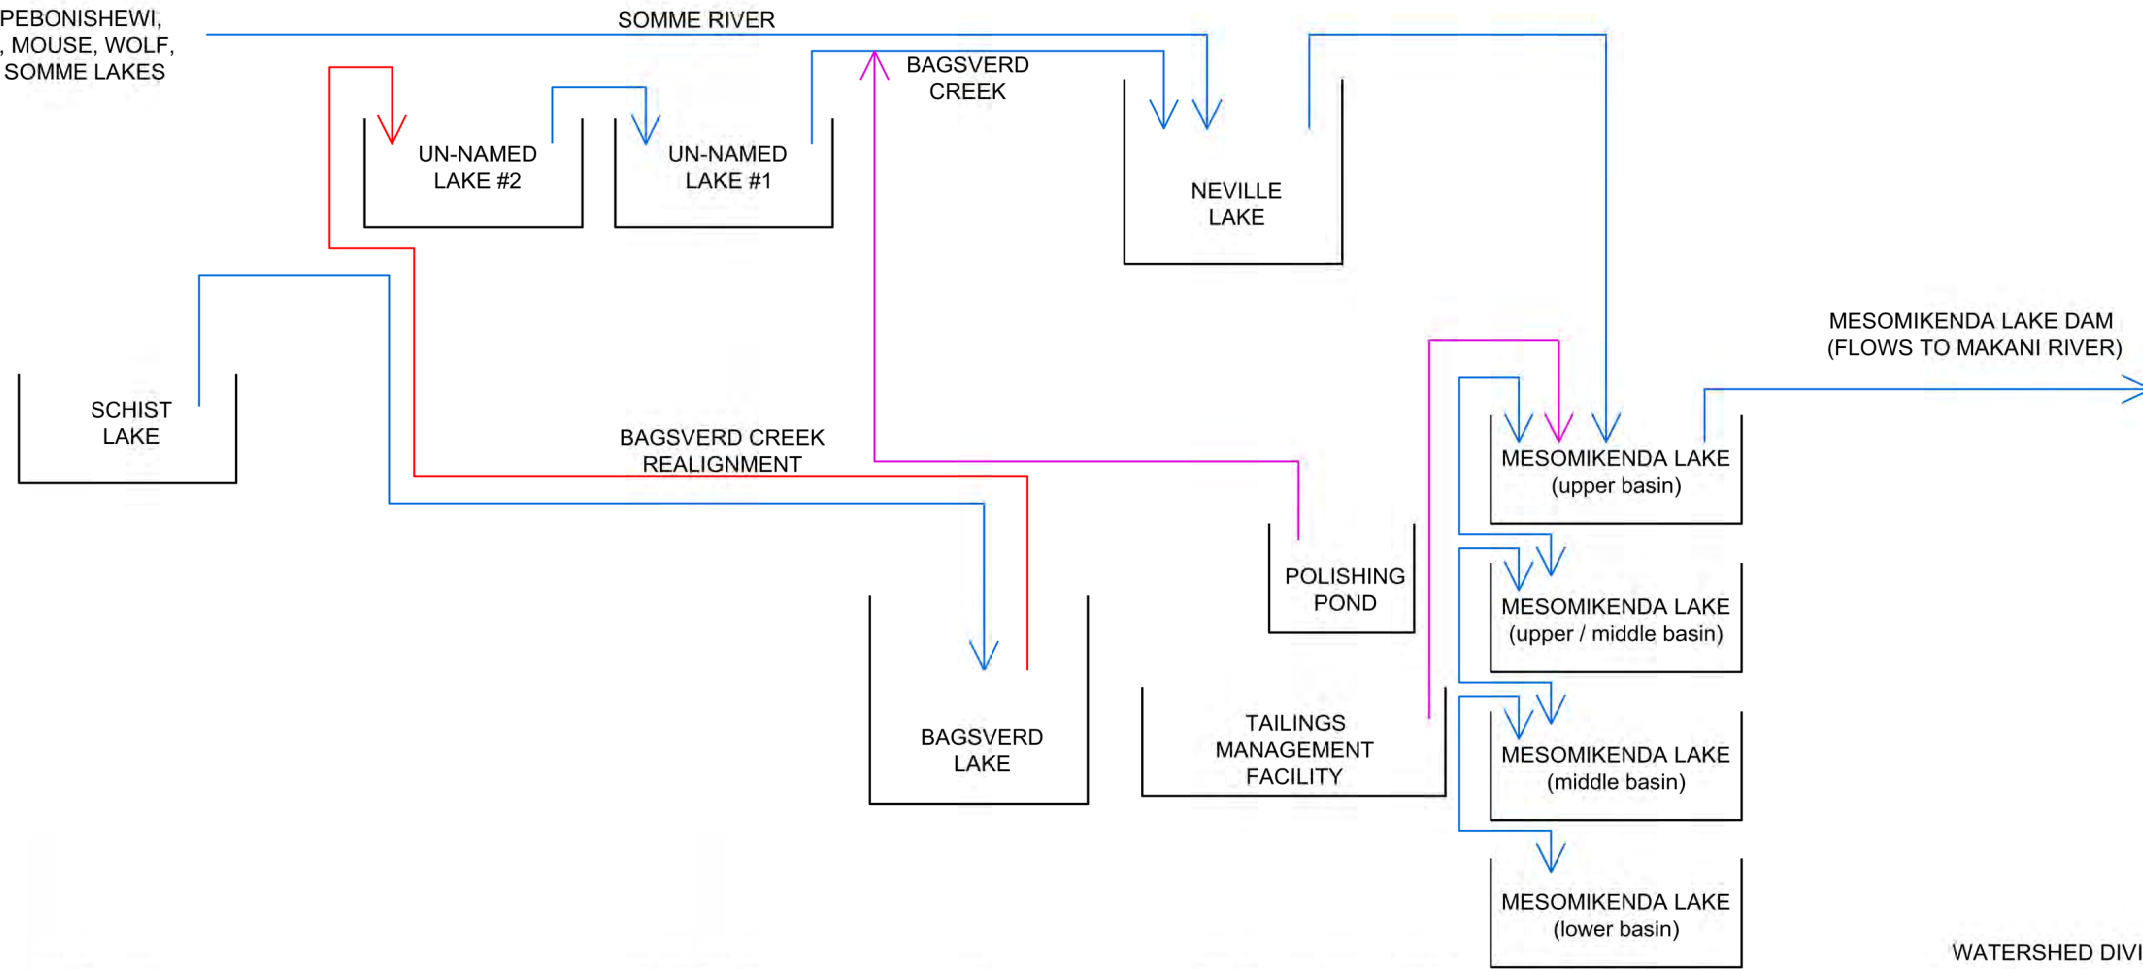 PEBONISHEWI,
, MOUSE, WOLF,
SOMME LAKES
SOMME RIVER
BAGSVERD
CREEK
UN-NAMED
LAKE #2
UN-NAMED
LAKE #1
NEVILLE
LAKE
MESOMIKENDA LAKE DAM
(FLOWS TO MAKANI RIVER)
SCHIST
LAKE
BAGSVERD CREEK
REALIGNMENT
MESOMIKENDA LAKE
(upper basin)
POLISHING
POND
MESOMIKENDA LAKE
(upper / middle basin)
BAGSVERD
LAKE
TAILINGS
MANAGEMENT
FACILITY
MESOMIKENDA LAKE
(middle basin)
MESOMIKENDA LAKE
(lower basin)
WATERSHED DIVI